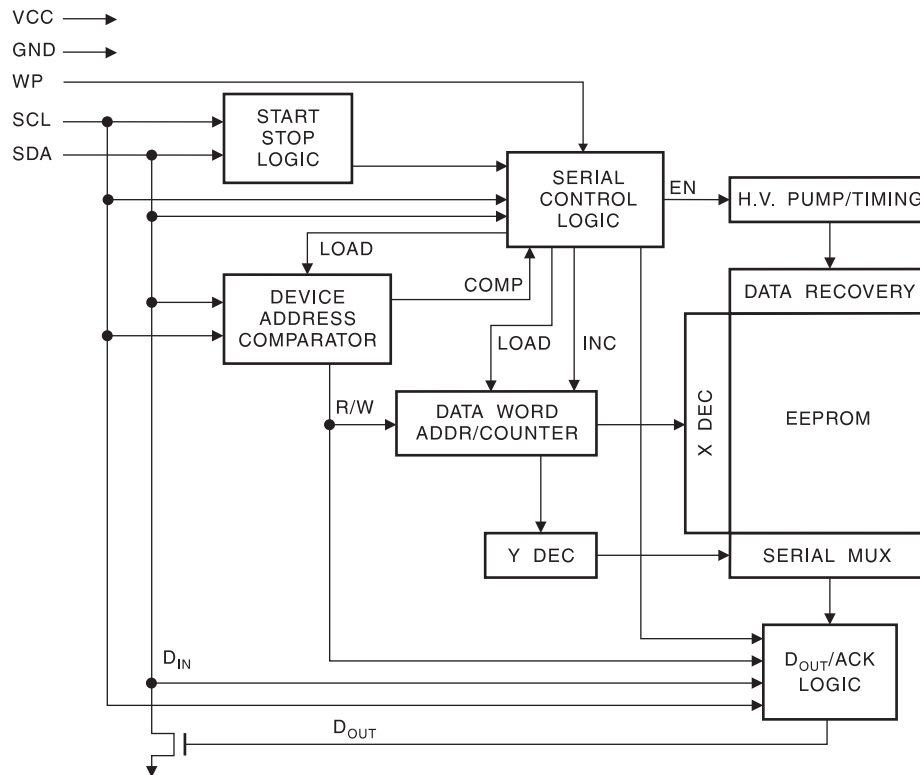 VCC
GND
WP
SCL
SDA
START
STOP
LOGIC
SERIAL
CONTROL
LOGIC
EN
H.V. PUMP/TIMING
LOAD
COMP
DEVICE
ADDRESS
COMPARATOR
DATA RECOVERY
LOAD
INC
R/W
DATA WORD
ADDR/COUNTER
X DEC
EEPROM
Y DEC
SERIAL MUX
DIN
DOUT/ACK
LOGIC
DOUT